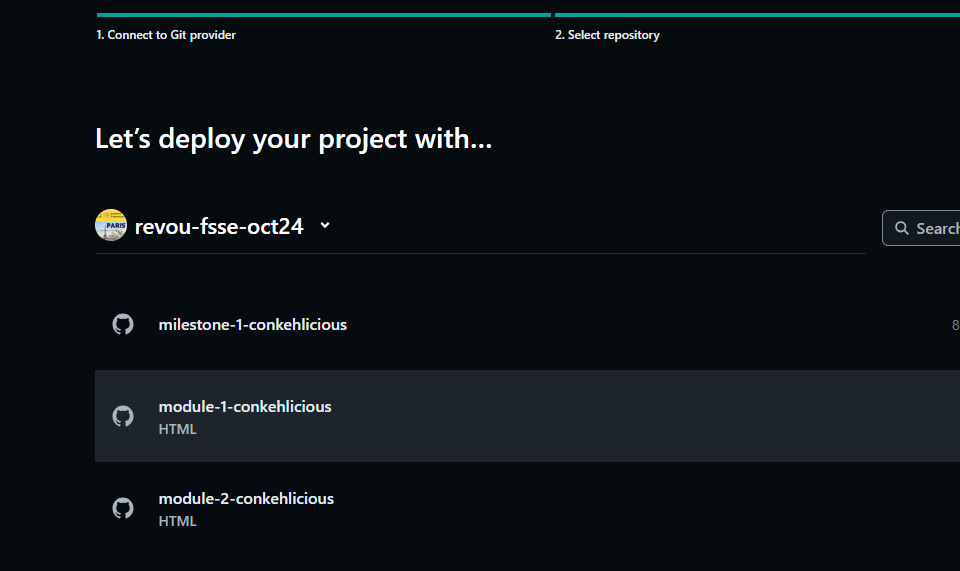 1. Connect to Git provider
2. Select repository
Let's deploy your project with...
PARIS
revou-fsse-oct24
Search
milestone-1-conkehlicious
8
module-1-conkehlicious
HTML
module-2-conkehlicious
HTML